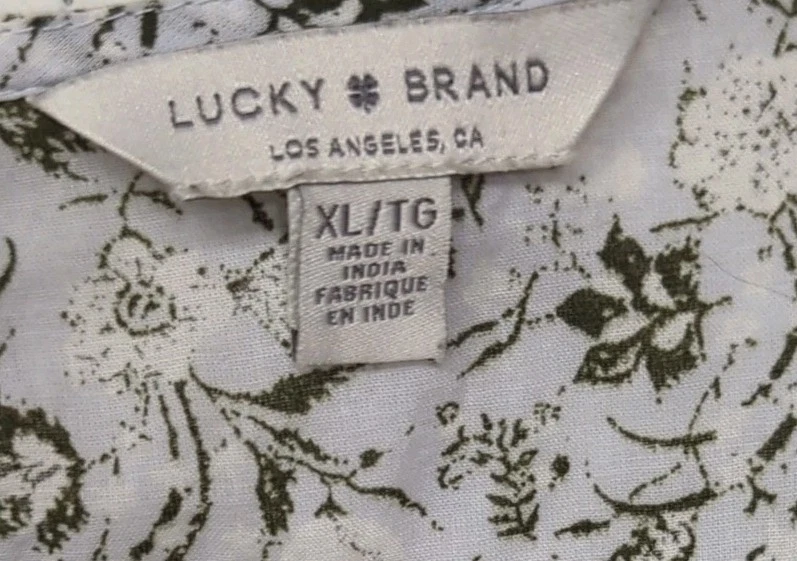 LUCKY BRAND
LOS ANGELES, CA
XL/TG
MADE IN
INDIA
FABRIQUE
EN INDE